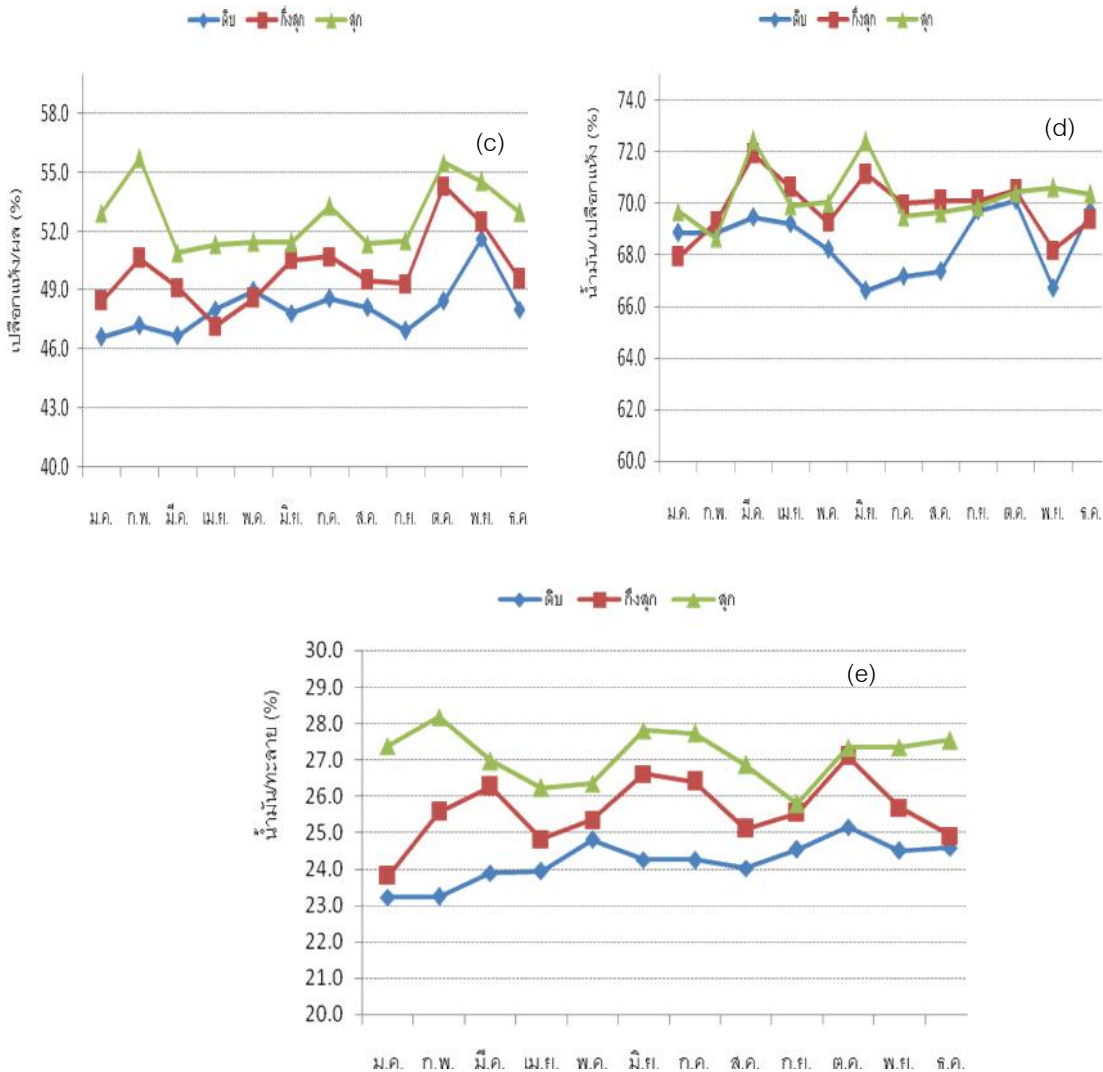 ดิบ กึ่งสุก สุก
เปลือกแห้ง/ผล (%)
(c)
58.0
55.0
52.0
49.0
46.0
43.0
40.0
ม.ค. ก.พ. มี.ค. เม.ย. พ.ค. มิ.ย. ก.ค. ส.ค. ก.ย. ต.ค. พ.ย. ธ.ค.
ดิบ กึ่งสุก สุก
น้ำมัน/เปลือกแห้ง (%)
(d)
74.0
72.0
70.0
68.0
66.0
64.0
62.0
60.0
ม.ค. ก.พ. มี.ค. เม.ย. พ.ค. มิ.ย. ก.ค. ส.ค. ก.ย. ต.ค. พ.ย. ธ.ค.
ดิบ กึ่งสุก สุก
น้ำมัน/ทะลาย (%)
(e)
30.0
29.0
28.0
27.0
26.0
25.0
24.0
23.0
22.0
21.0
20.0
ม.ค. ก.พ. มี.ค. เม.ย. พ.ค. มิ.ย. ก.ค. ส.ค. ก.ย. ต.ค. พ.ย. ธ.ค.